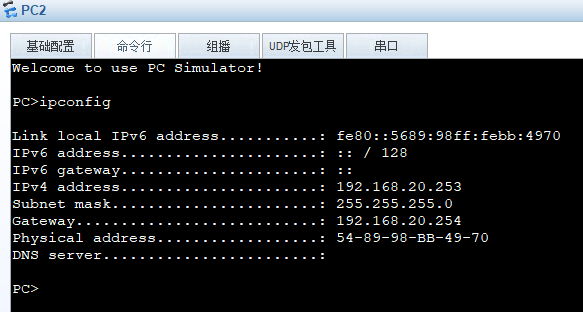 PC2
基础配置 命令行 组播 UDP发包工具 串口
Welcome to use PC Simulator!
PC>ipconfig
Link local IPv6 address...........: fe80::5689:98ff:febb:4970
IPv6 address......................: :: / 128
IPv6 gateway......................: ::
IPv4 address......................: 192.168.20.253
Subnet mask.......................: 255.255.255.0
Gateway...........................: 192.168.20.254
Physical address..................: 54-89-98-BB-49-70
DNS server........................:
PC>